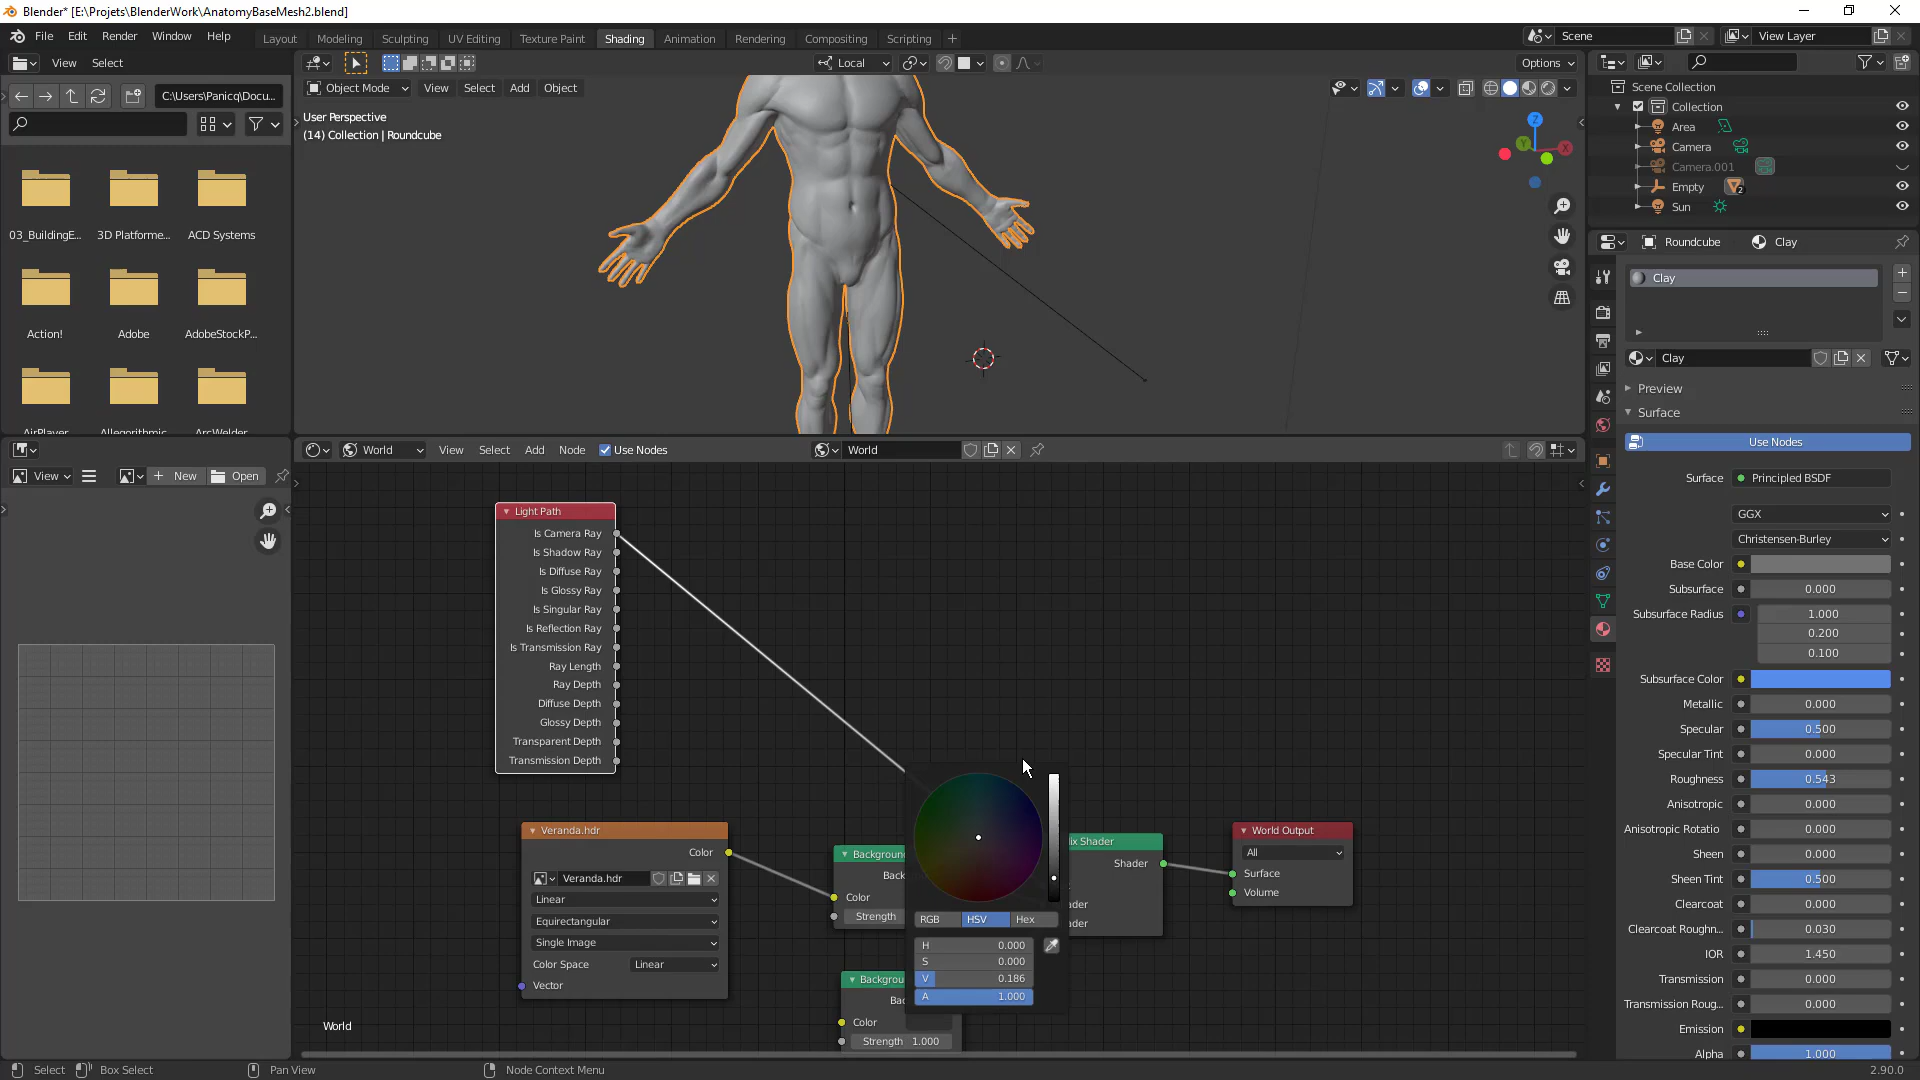 Blender* [E:\Projets\BlenderWork\AnatomyBaseMesh2.blend]
File Edit Render Window Help
Layout Modeling Sculpting UV Editing Texture Paint Shading Animation Rendering Compositing Scripting
Scene
View Layer
View Select
Local
Options
C:\Users\Panicq\Docu...
Object Mode View Select Add Object
User Perspective
(14) Collection | Roundcube
Z
Y
X
03_BuildingE... 3D Platforme... ACD Systems
Action! Adobe AdobeStockP...
AirPlayer Allegorithmic ArcWelder
Scene Collection
Collection
Area
Camera
Camera.001
Empty
2
Sun
Roundcube Clay
Clay
Clay
Preview
Surface
Use Nodes
Surface Principled BSDF
GGX
Christensen-Burley
Base Color
Subsurface 0.000
Subsurface Radius 1.000
0.200
0.100
Subsurface Color
Metallic 0.000
Specular 0.500
Specular Tint 0.000
Roughness 0.543
Anisotropic 0.000
Anisotropic Rotatio 0.000
Sheen 0.000
Sheen Tint 0.500
Clearcoat 0.000
Clearcoat Roughn... 0.030
IOR 1.450
Transmission 0.000
Transmission Roug... 0.000
Emission
Alpha 1.000
View New Open
World View Select Add Node Use Nodes
World
Light Path
Is Camera Ray
Is Shadow Ray
Is Diffuse Ray
Is Glossy Ray
Is Singular Ray
Is Reflection Ray
Is Transmission Ray
Ray Length
Ray Depth
Diffuse Depth
Glossy Depth
Transparent Depth
Transmission Depth
Veranda.hdr
Color
Veranda.hdr
Linear
Equirectangular
Single Image
Color Space Linear
Vector
Background
Back
Color
Strength
Backgrou
Bac
Color
Strength 1.000
RGB HSV Hex
H 0.000
S 0.000
V 0.186
A 1.000
ix Shader
Shader
ader
ader
World Output
All
Surface
Volume
World
Select Box Select Pan View Node Context Menu 2.90.0